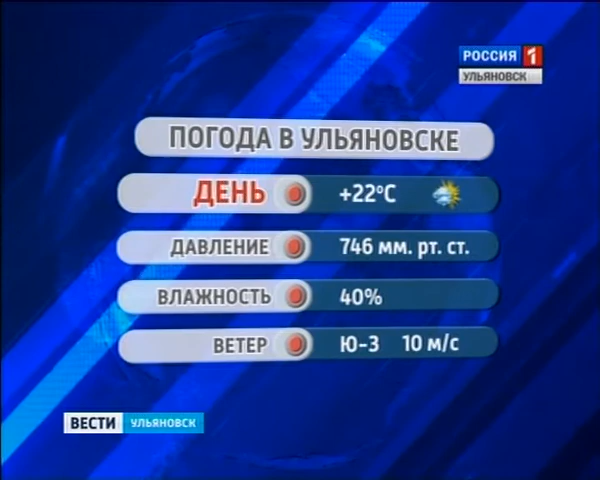 РОССИЯ 1
УЛЬЯНОВСК
ПОГОДА В УЛЬЯНОВСКЕ
ДЕНЬ +22°C
ДАВЛЕНИЕ 746 мм. рт. ст.
ВЛАЖНОСТЬ 40%
ВЕТЕР Ю-З 10 м/с
ВЕСТИ УЛЬЯНОВСК